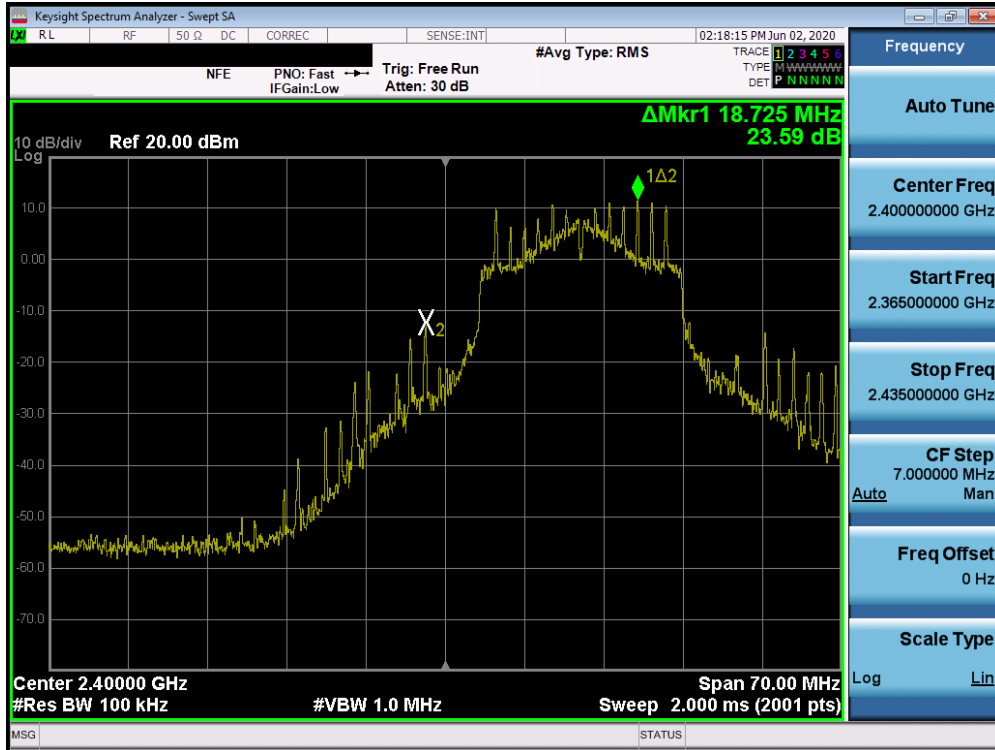 Keysight Spectrum Analyzer - Swept SA
LXI RL RF 50 Ω DC CORREC SENSE:INT 02:18:15 PM Jun 02, 2020
#Avg Type: RMS
TRACE 1 2 3 4 5 6
NFE PNO: Fast Trig: Free Run
TYPE M WWWWW
IFGain:Low Atten: 30 dB
DET P N N N N N
ΔMkr1 18.725 MHz
23.59 dB
10 dB/div Ref 20.00 dBm
Log
1Δ2
10.0
0.00
-10.0
2
-20.0
-30.0
-40.0
-50.0
-60.0
-70.0
Center 2.40000 GHz Span 70.00 MHz
#Res BW 100 kHz #VBW 1.0 MHz Sweep 2.000 ms (2001 pts)
MSG STATUS
Frequency
Auto Tune
Center Freq
2.400000000 GHz
Start Freq
2.365000000 GHz
Stop Freq
2.435000000 GHz
CF Step
7.000000 MHz
Auto Man
Freq Offset
0 Hz
Scale Type
Log Lin